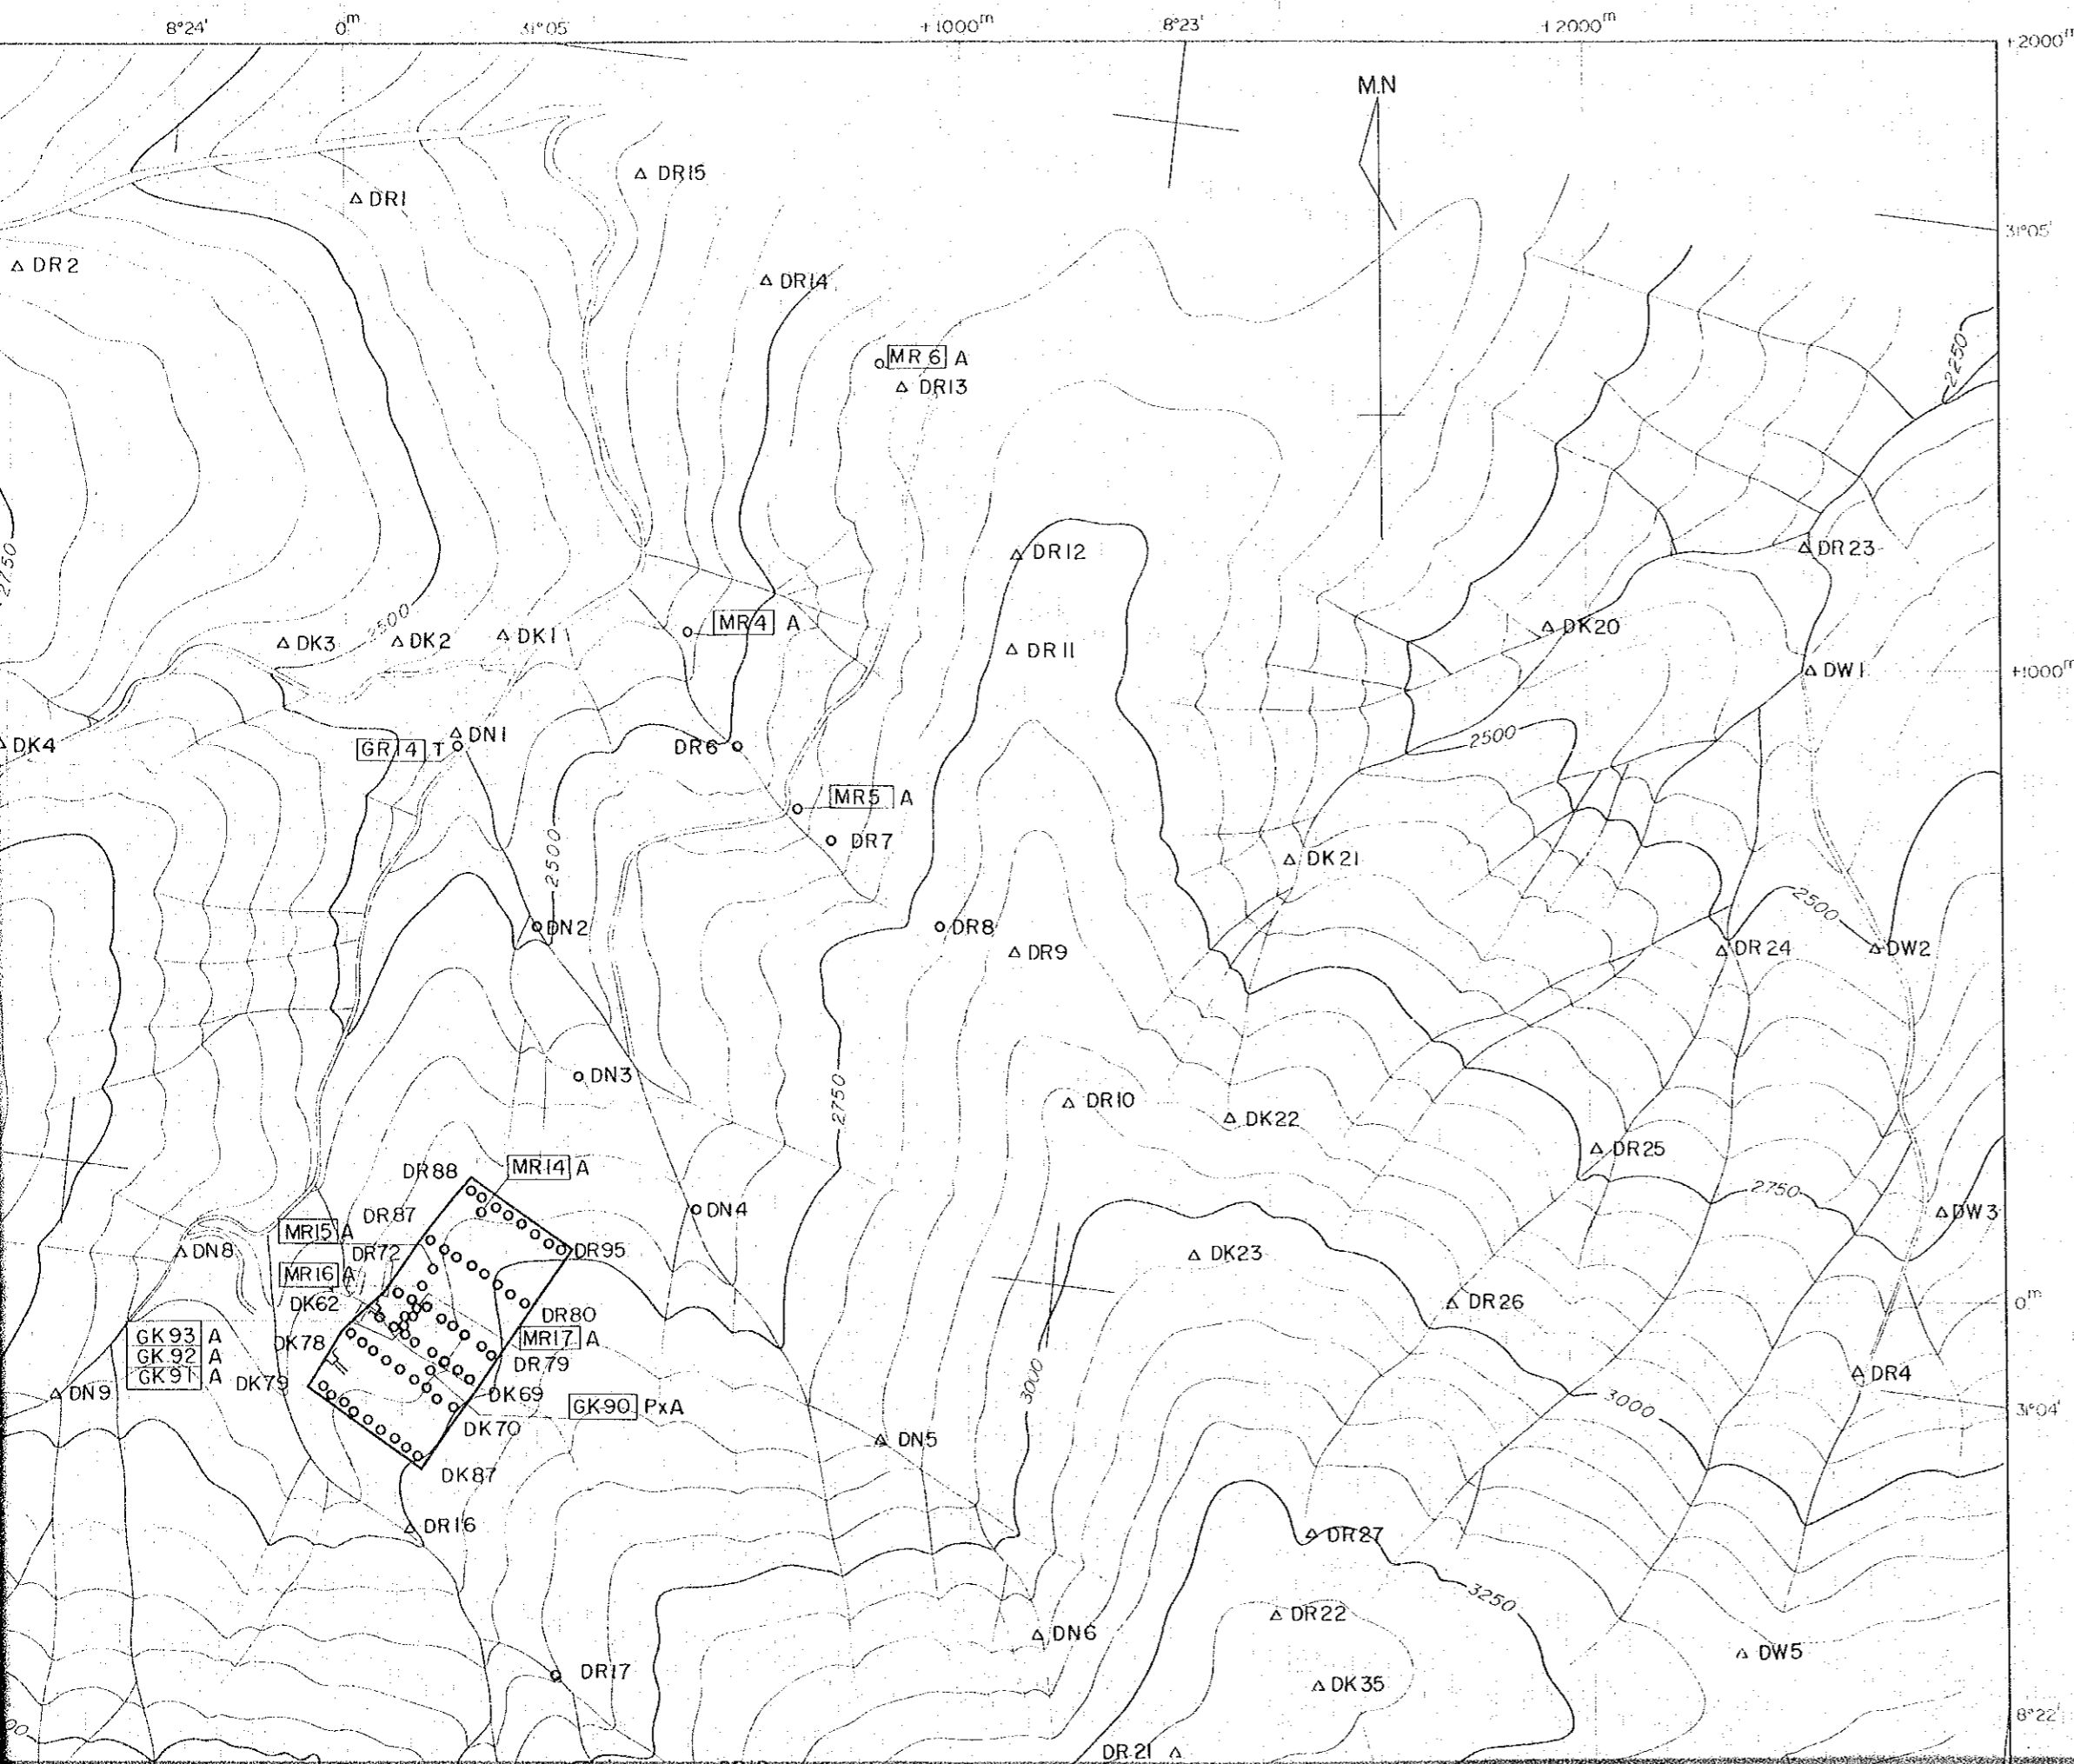 8°24' 0m 31°05' +1000m 8°23' +2000m
+2000m
M.N
DR15
DR1
31°05'
DR2
DR14
2250
MR6 A
DR13
2750
DR12
DR23
2500
MR4 A
DK20
DK3 DK2 DK1
DR11
DW1 +1000m
DN1
DK4
GR14 T
DR6
2500
MR5 A
DR7
DK21
2500
2500
DN2
DR8
DR9
DR24
DW2
DN3
2750
DR10
DK22
DR25
DR88
MR14 A
2750
DN4
DR87
DW3
MR15 A
DN8
DR72
DR95
DK23
MR16 A
DK62
DR80
DR26
0m
GK93 A
DK78
MR17 A
GK92 A
DR79
GK91 A
DK79
DR4
DN9
DK69
3000
GK90 PxA
3000
31°04'
DK70
DN5
DK87
DR16
DR27
3250
DR22
DN6
DW5
DR17
DK35
8°22'
DR21